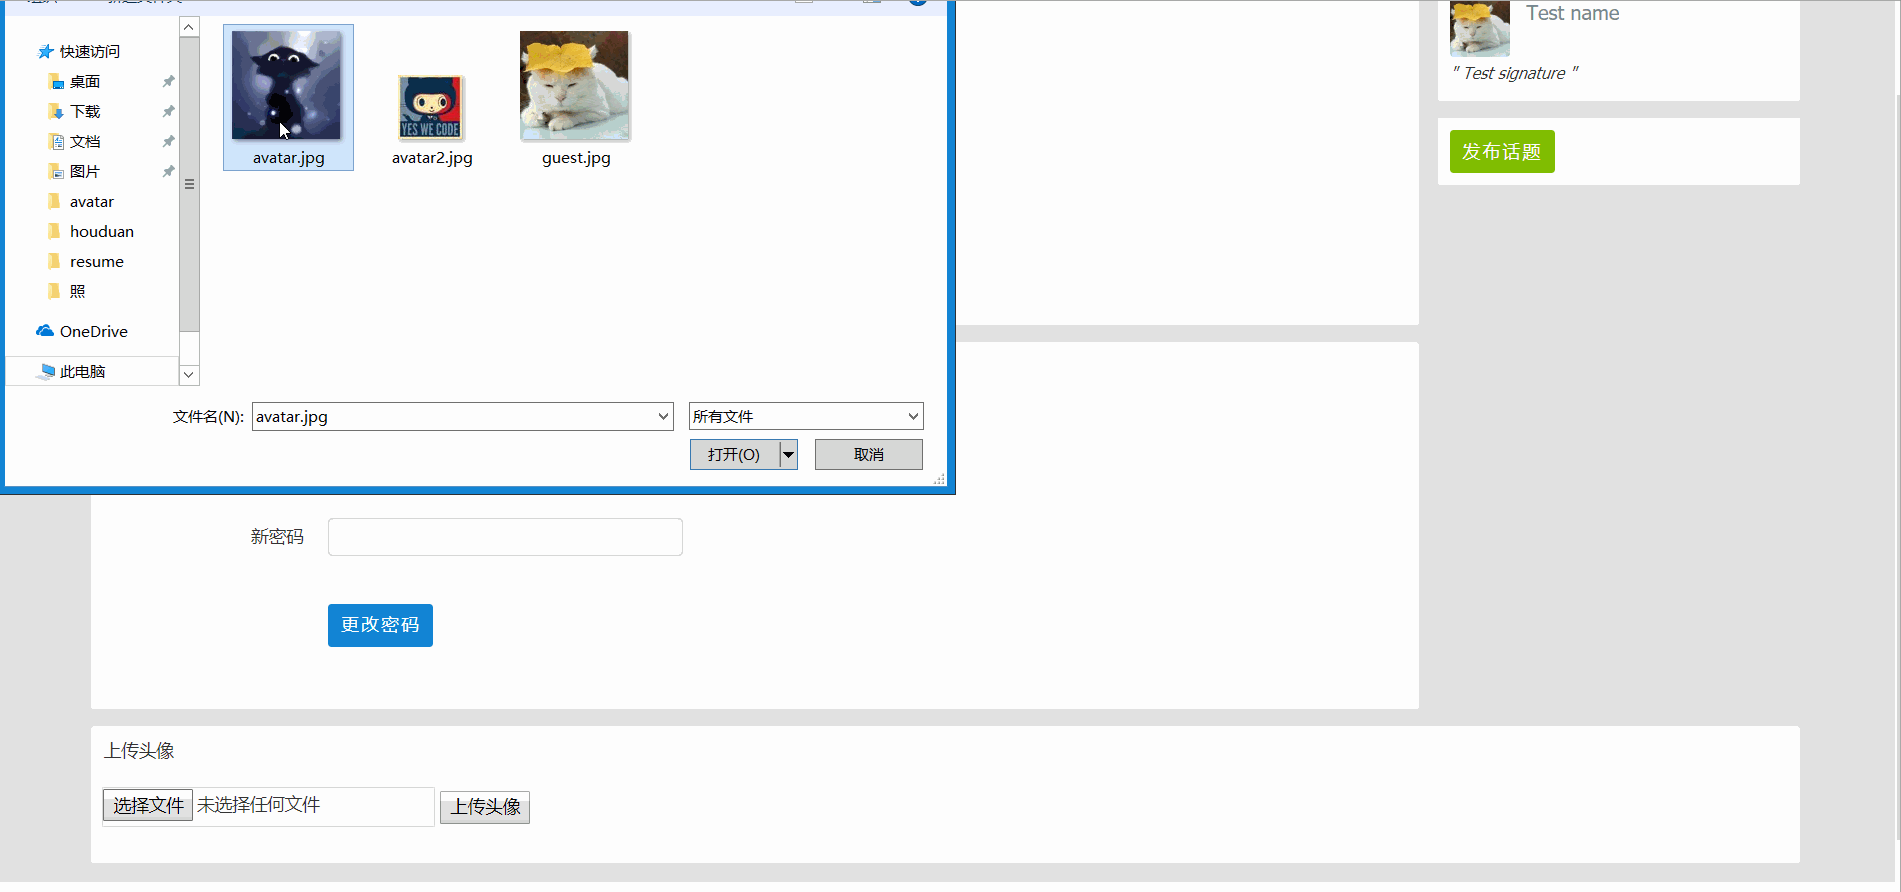 avatar.jpg
avatar2.jpg
YES WE CODE
guest.jpg
快速访问
桌面
下载
文档
图片
avatar
houduan
resume
照
OneDrive
此电脑
文件名(N):
avatar.jpg
所有文件
打开(O)
取消
Test name
" Test signature "
发布话题
新密码
更改密码
上传头像
选择文件 未选择任何文件
上传头像